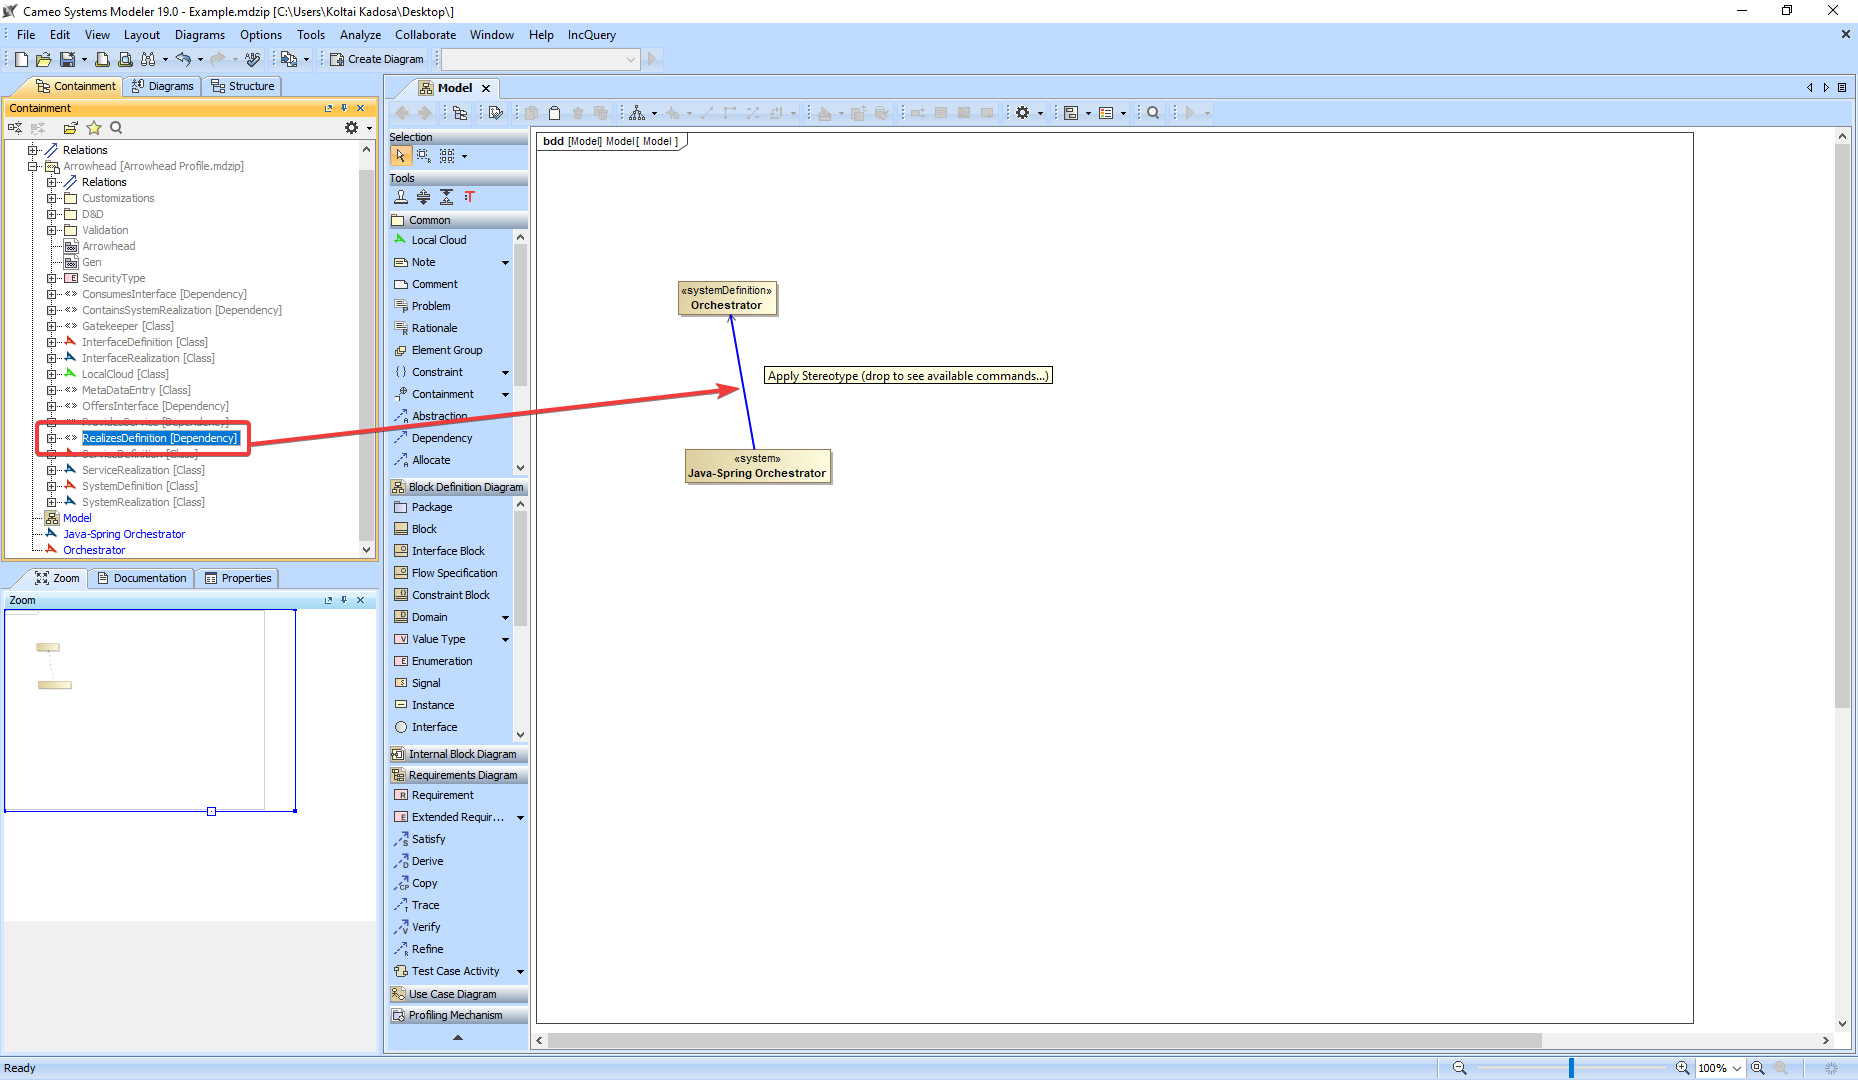 Cameo Systems Modeler 19.0 - Example.mdzip [C:\Users\Koltai Kadosa\Desktop\]
File Edit View Layout Diagrams Options Tools Analyze Collaborate Window Help IncQuery
Create Diagram
Containment Diagrams Structure
Containment
Relations
Arrowhead [Arrowhead Profile.mdzip]
Relations
Customizations
D&D
Validation
Arrowhead
Gen
SecurityType
ConsumesInterface [Dependency]
ContainsSystemRealization [Dependency]
Gatekeeper [Class]
InterfaceDefinition [Class]
InterfaceRealization [Class]
LocalCloud [Class]
MetaDataEntry [Class]
OffersInterface [Dependency]
ProvidesService [Dependency]
RealizesDefinition [Dependency]
ServiceDefinition [Class]
ServiceRealization [Class]
SystemDefinition [Class]
SystemRealization [Class]
Model
Java-Spring Orchestrator
Orchestrator
Zoom Documentation Properties
Zoom
Model
Selection
Tools
Common
Local Cloud
Note
Comment
Problem
Rationale
Element Group
Constraint
Containment
Abstraction
Dependency
Allocate
Block Definition Diagram
Package
Block
Interface Block
Flow Specification
Constraint Block
Domain
Value Type
Enumeration
Signal
Instance
Interface
Internal Block Diagram
Requirements Diagram
Requirement
Extended Requir...
Satisfy
Derive
Copy
Trace
Verify
Refine
Test Case Activity
Use Case Diagram
Profiling Mechanism
bdd [Model] Model[ Model ]
«systemDefinition»
Orchestrator
Apply Stereotype (drop to see available commands...)
«system»
Java-Spring Orchestrator
Ready
100%